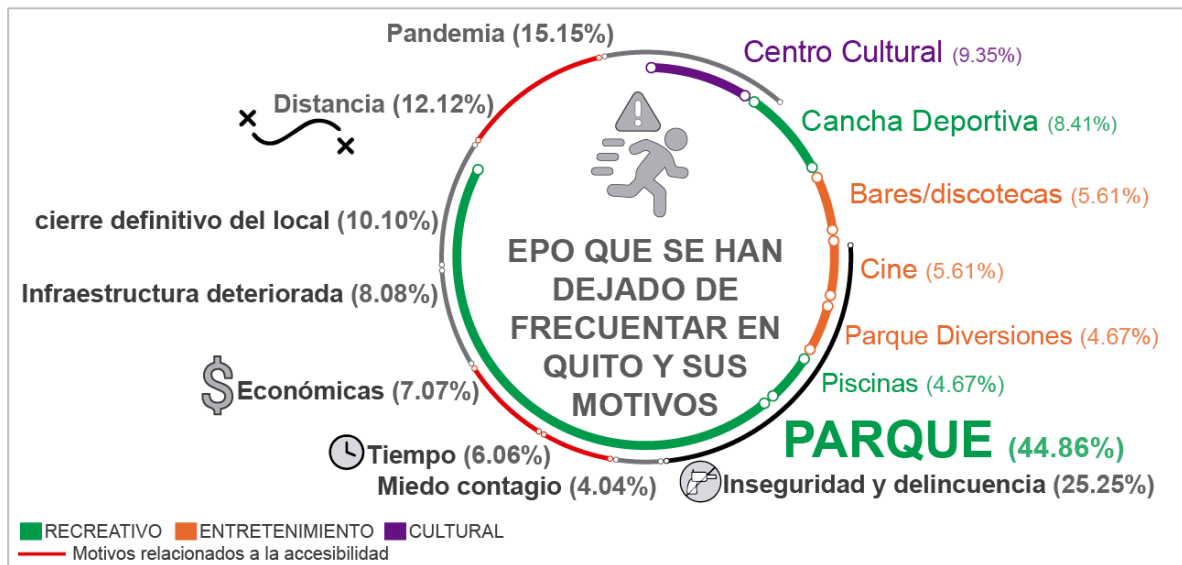 Pandemia (15.15%)
Distancia (12.12%)
cierre definitivo del local (10.10%)
Infraestructura deteriorada (8.08%)
$ Económicas (7.07%)
Tiempo (6.06%)
Miedo contagio (4.04%)
EPO QUE SE HAN
DEJADO DE
FRECUENTAR EN
QUITO Y SUS
MOTIVOS
Centro Cultural (9.35%)
Cancha Deportiva (8.41%)
Bares/discotecas (5.61%)
Cine (5.61%)
Parque Diversiones (4.67%)
Piscinas (4.67%)
PARQUE (44.86%)
Inseguridad y delincuencia (25.25%)
RECREATIVO ENTRETENIMIENTO CULTURAL
Motivos relacionados a la accesibilidad